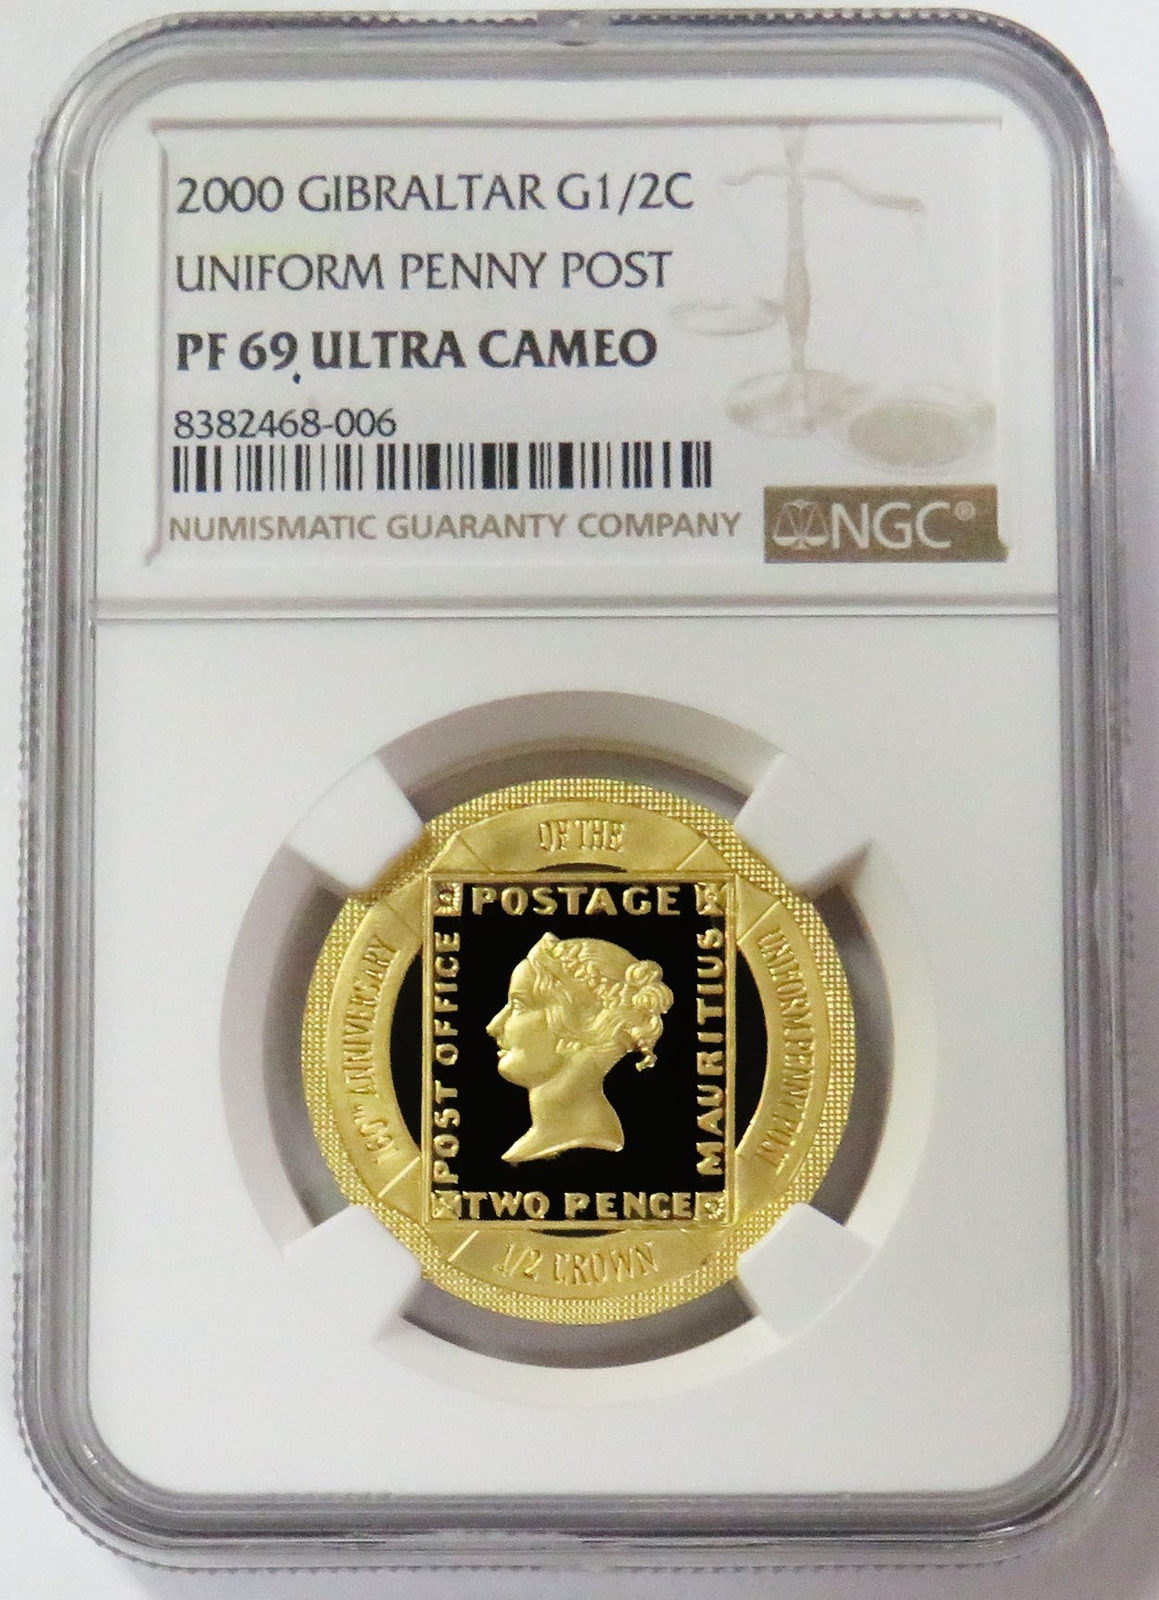 2000 GIBRALTAR G1/2C
UNIFORM PENNY POST
PF 69 ULTRA CAMEO
8382468-006
NUMISMATIC GUARANTY COMPANY
NGC®
160TH ANNIVERSARY
OF THE
UNIFORM PENNY POST
1/2 CROWN
POST OFFICE
POSTAGE
MAURITIUS
TWO PENCE